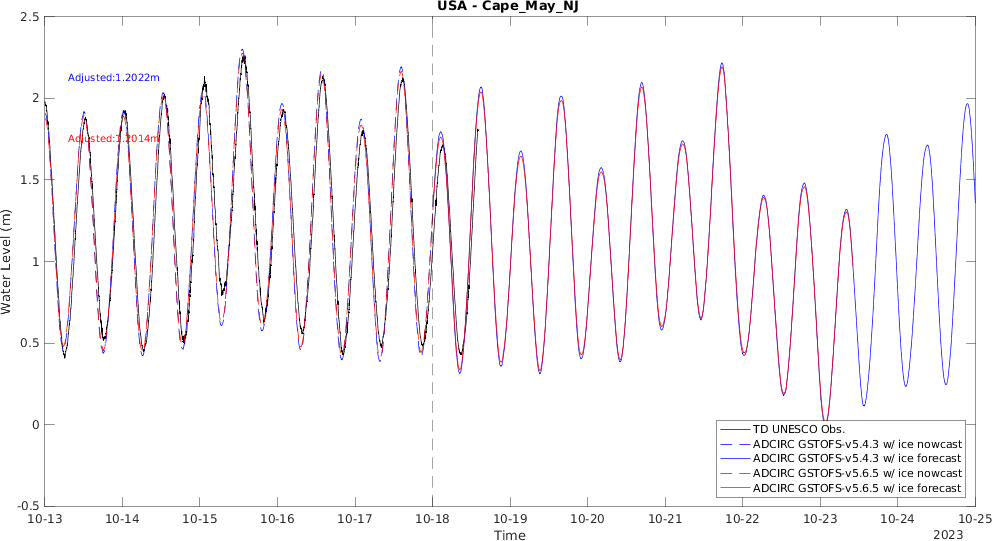 USA - Cape_May_NJ
2.5
2
1.5
1
0.5
0
-0.5
Water Level (m)
Adjusted:1.2022m
Adjusted:1.2014m
TD UNESCO Obs.
ADCIRC GSTOFS-v5.4.3 w/ ice nowcast
ADCIRC GSTOFS-v5.4.3 w/ ice forecast
ADCIRC GSTOFS-v5.6.5 w/ ice nowcast
ADCIRC GSTOFS-v5.6.5 w/ ice forecast
10-13 10-14 10-15 10-16 10-17 10-18 10-19 10-20 10-21 10-22 10-23 10-24 10-25
Time
2023